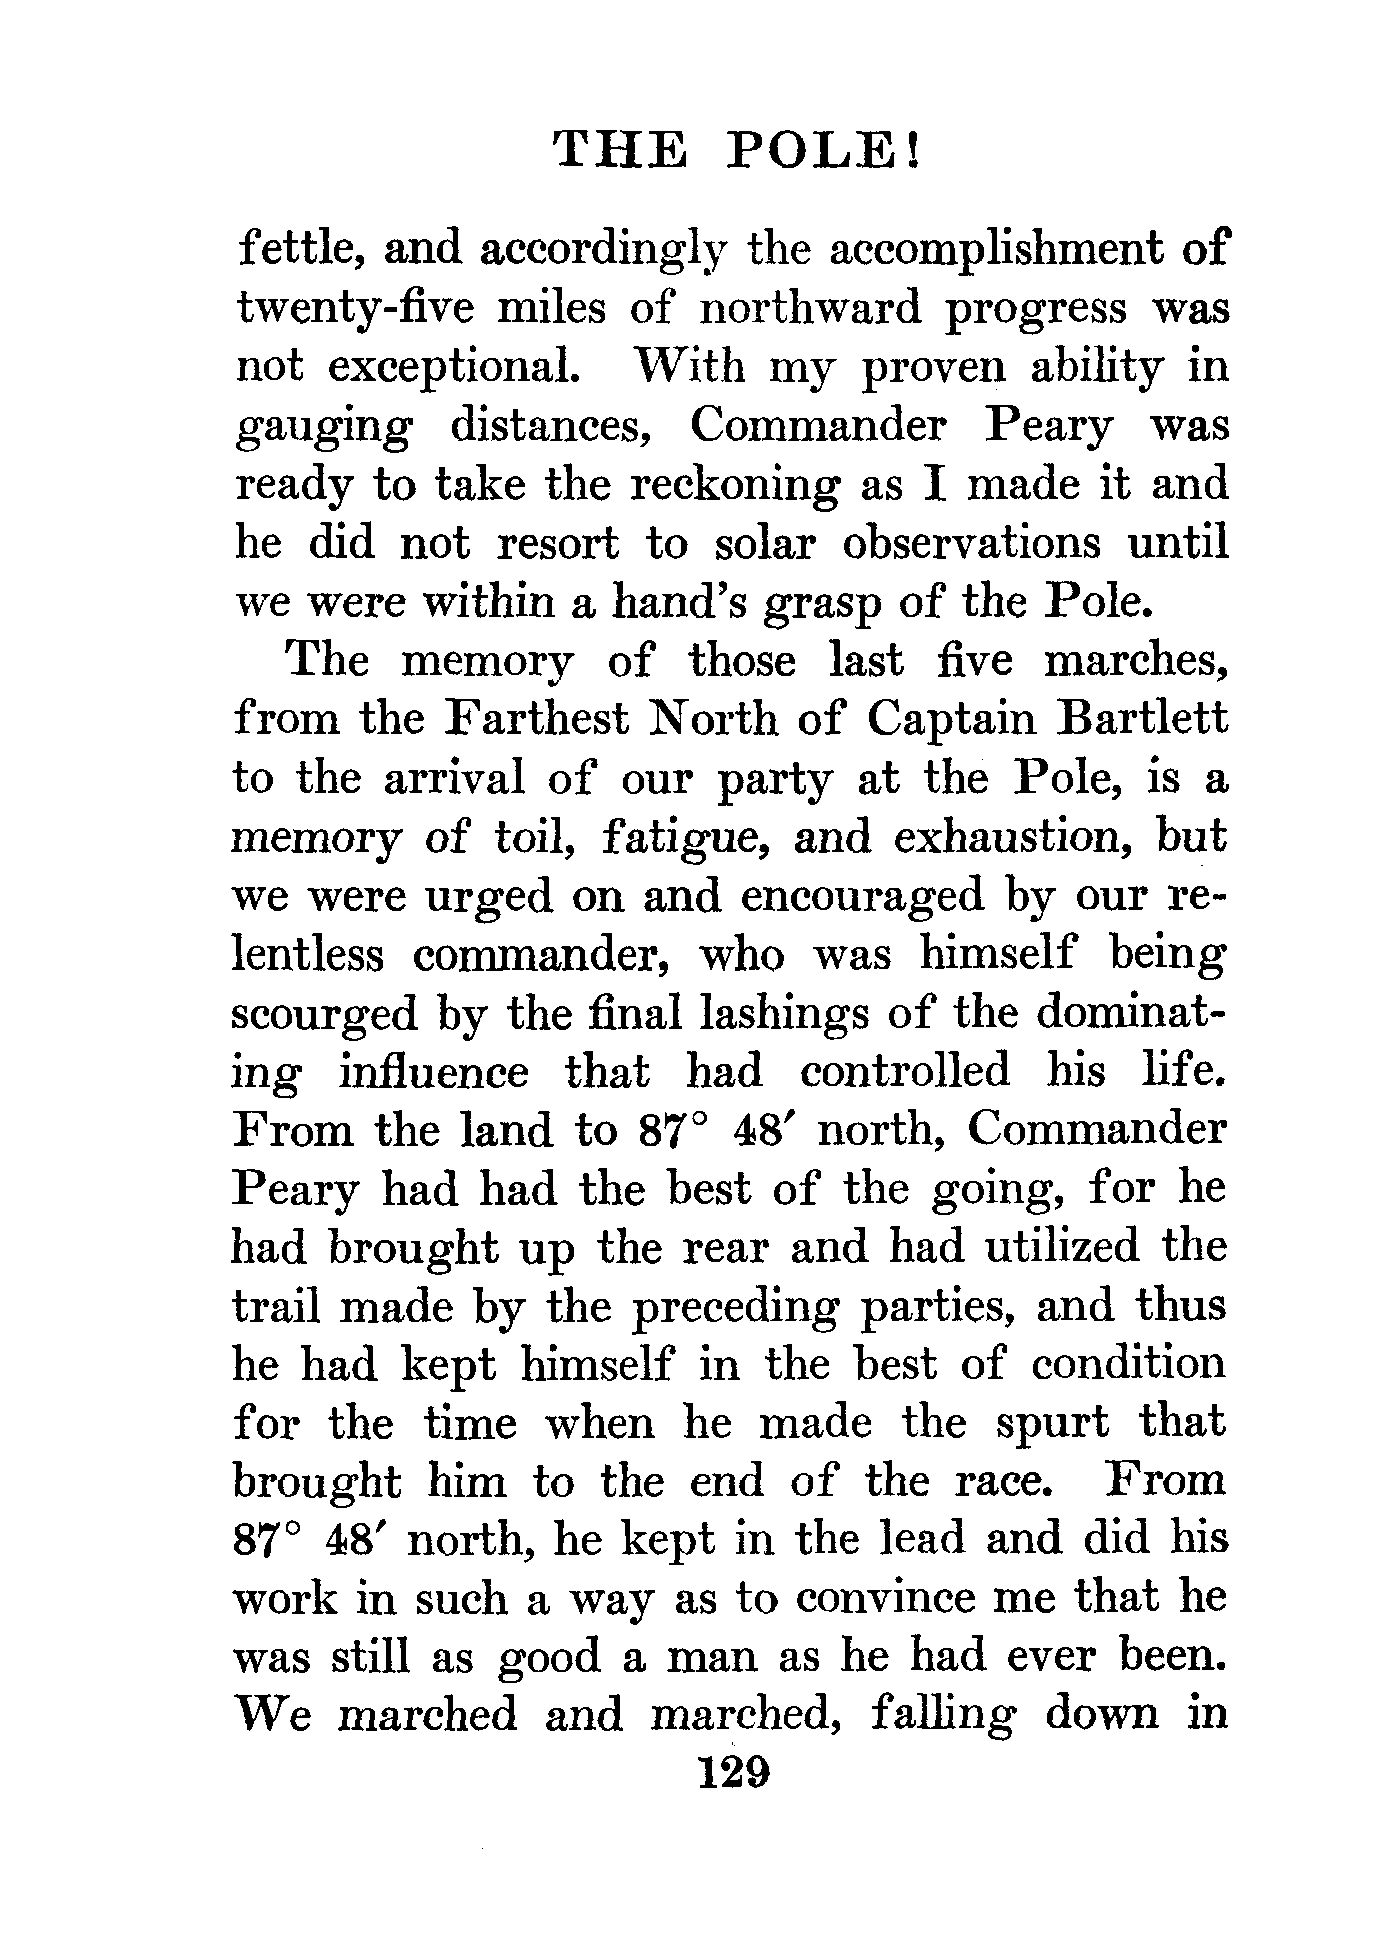 THE POLE!
fettle, and accordingly the accomplishment of
twenty-five miles of northward progress was
not exceptional. With my proven ability in
gauging distances, Commander Peary was
ready to take the reckoning as I made it and
he did not resort to solar observations until
we were within a hand's grasp of the Pole.
The memory of those last five marches,
from the Farthest North of Captain Bartlett
to the arrival of our party at the Pole, is a
memory of toil, fatigue, and exhaustion, but
we were urged on and encouraged by our re-
lentless commander, who was himself being
scourged by the final lashings of the dominat-
ing influence that had controlled his life.
From the land to 87° 48′ north, Commander
Peary had had the best of the going, for he
had brought up the rear and had utilized the
trail made by the preceding parties, and thus
he had kept himself in the best of condition
for the time when he made the spurt that
brought him to the end of the race. From
87° 48′ north, he kept in the lead and did his
work in such a way as to convince me that he
was still as good a man as he had ever been.
We marched and marched, falling down in
129